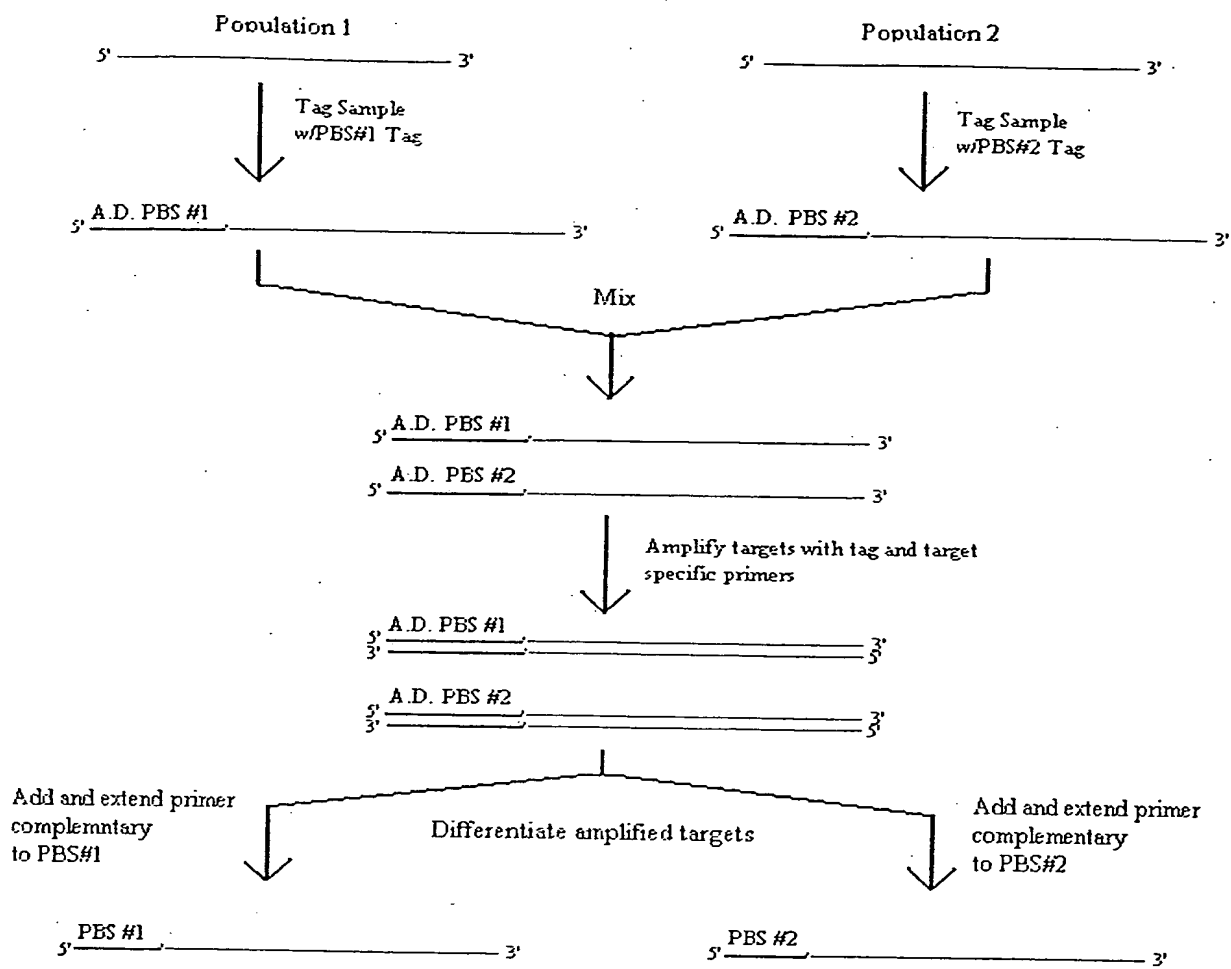 Population 1
Population 2
5' 3'
5' 3'
Tag Sample
w/PBS#1 Tag
Tag Sample
w/PBS#2 Tag
5' A.D. PBS #1 3'
5' A.D. PBS #2 3'
Mix
5' A.D. PBS #1 3'
5' A.D. PBS #2 3'
Amplify targets with tag and target
specific primers
5' A.D. PBS #1 3'
3' 5'
5' A.D. PBS #2 3'
3' 5'
Add and extend primer
complemntary
to PBS#1
Differentiate amplified targets
Add and extend primer
complementary
to PBS#2
5' PBS #1 3'
5' PBS #2 3'